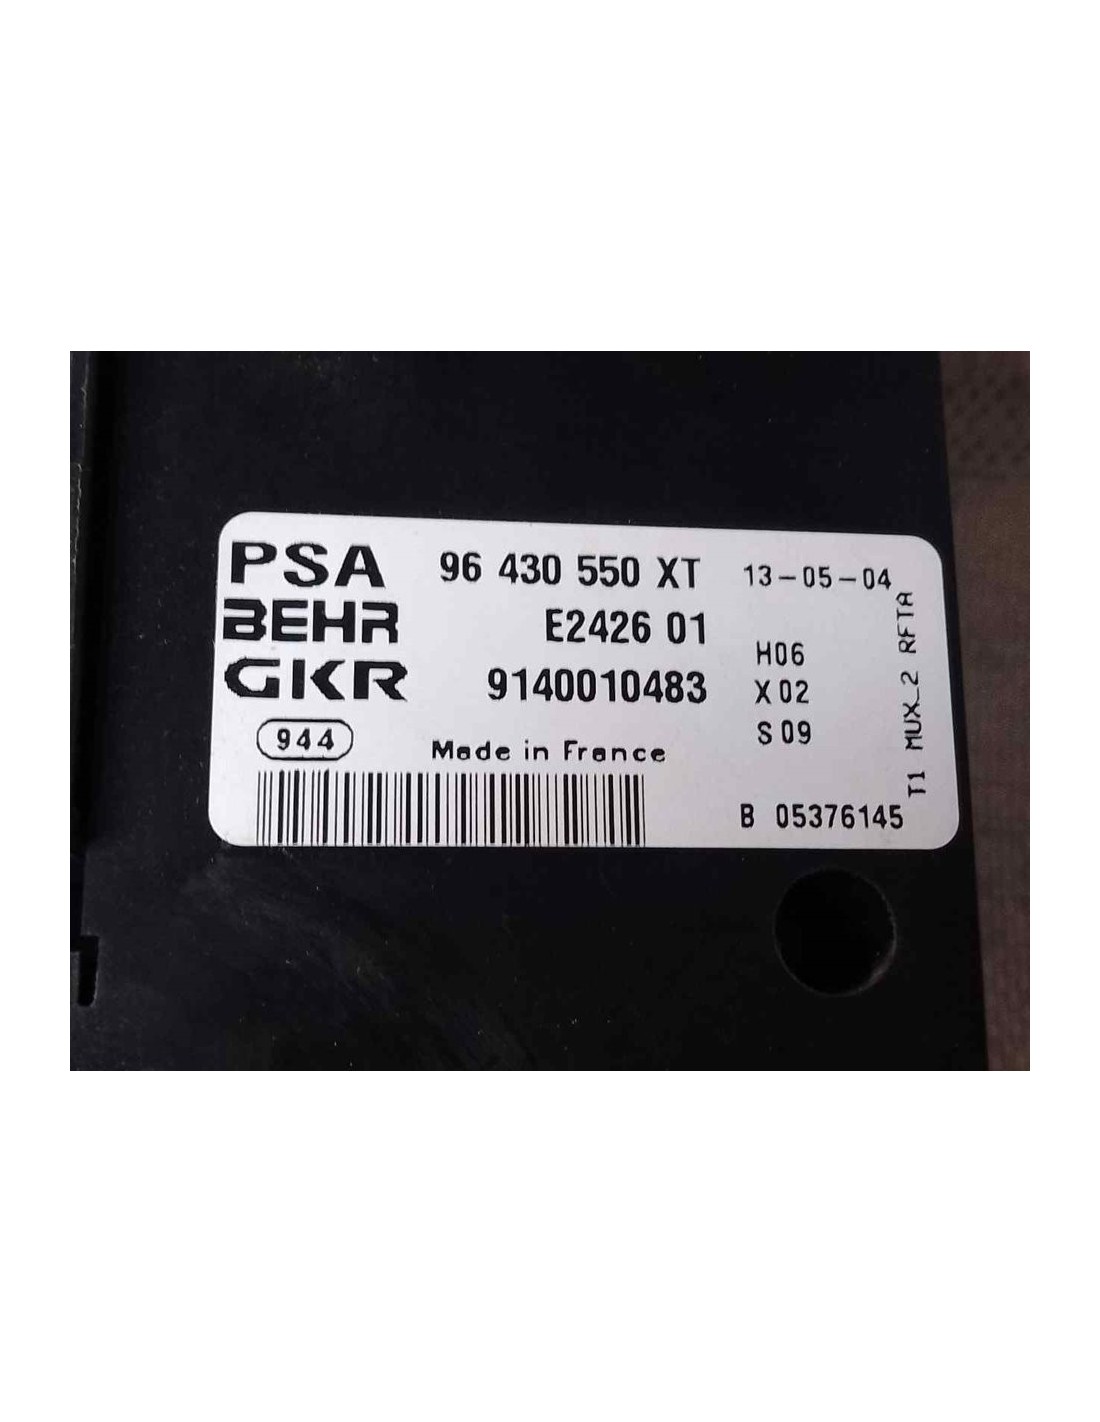 PSA 96 430 550 XT 13-05-04
BEHR E2426 01
GKR 9140010483
H06
X 02
S 09
944 Made in France
B 05376145
T1 MUX_2 RFTA